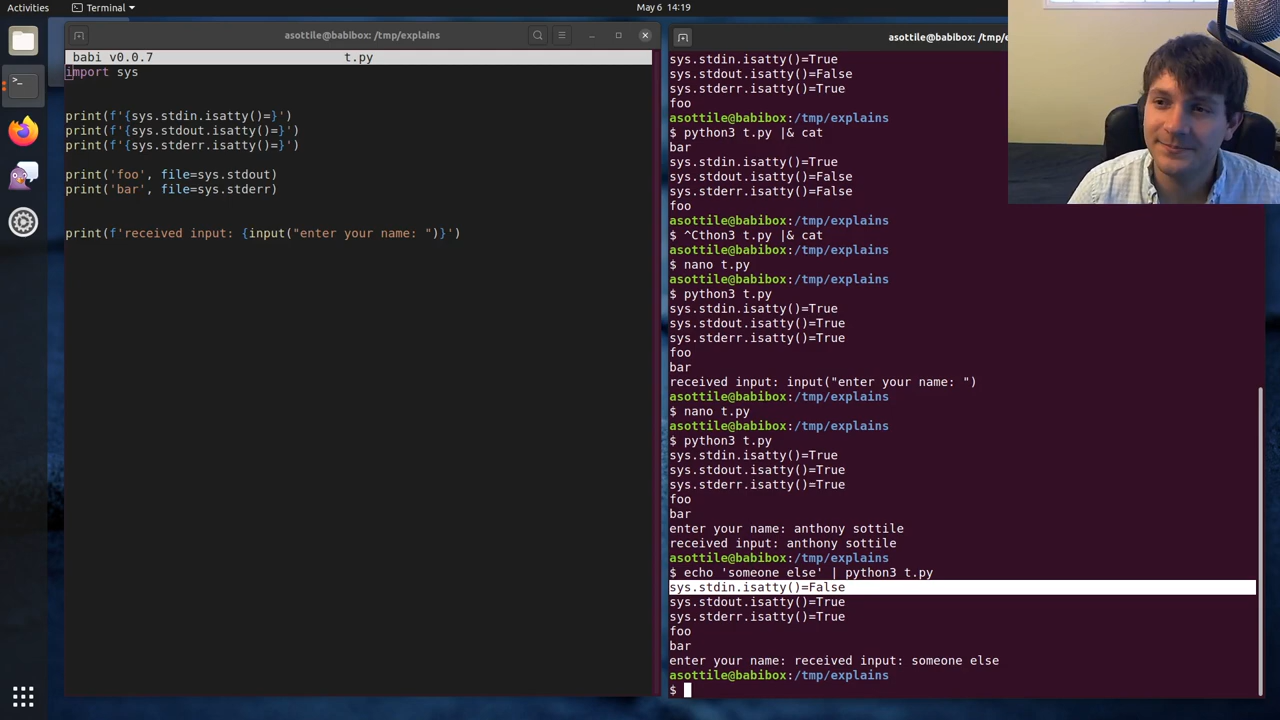 Activities
Terminal
May 6 14:19
asottile@babibox: /tmp/explains
babi v0.0.7 t.py
import sys
print(f'{sys.stdin.isatty()=}')
print(f'{sys.stdout.isatty()=}')
print(f'{sys.stderr.isatty()=}')
print('foo', file=sys.stdout)
print('bar', file=sys.stderr)
print(f'received input: {input("enter your name: ")}')
asottile@babibox: /tmp/e
sys.stdin.isatty()=True
sys.stdout.isatty()=False
sys.stderr.isatty()=True
foo
asottile@babibox:/tmp/explains
$ python3 t.py |& cat
bar
sys.stdin.isatty()=True
sys.stdout.isatty()=False
sys.stderr.isatty()=False
foo
asottile@babibox:/tmp/explains
$ ^Cthon3 t.py |& cat
asottile@babibox:/tmp/explains
$ nano t.py
asottile@babibox:/tmp/explains
$ python3 t.py
sys.stdin.isatty()=True
sys.stdout.isatty()=True
sys.stderr.isatty()=True
foo
bar
received input: input("enter your name: ")
asottile@babibox:/tmp/explains
$ nano t.py
asottile@babibox:/tmp/explains
$ python3 t.py
sys.stdin.isatty()=True
sys.stdout.isatty()=True
sys.stderr.isatty()=True
foo
bar
enter your name: anthony sottile
received input: anthony sottile
asottile@babibox:/tmp/explains
$ echo 'someone else' | python3 t.py
sys.stdin.isatty()=False
sys.stdout.isatty()=True
sys.stderr.isatty()=True
foo
bar
enter your name: received input: someone else
asottile@babibox:/tmp/explains
$